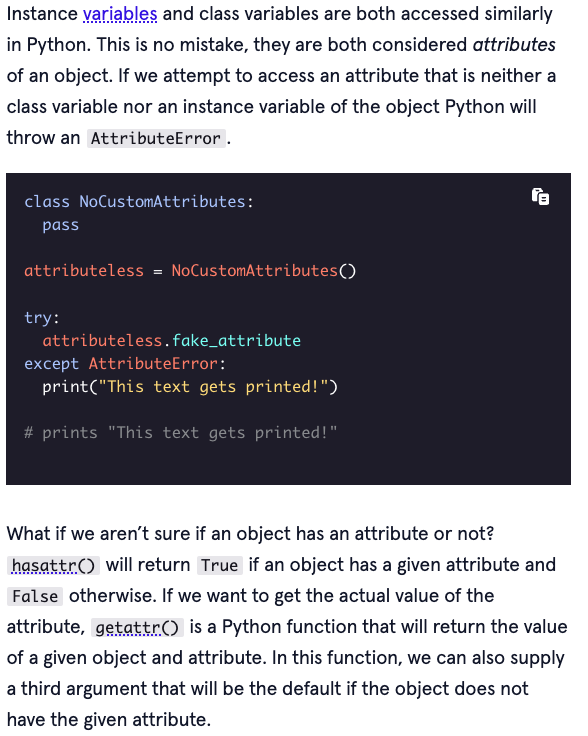 Instance variables and class variables are both accessed similarly
in Python. This is no mistake, they are both considered attributes
of an object. If we attempt to access an attribute that is neither a
class variable nor an instance variable of the object Python will
throw an AttributeError.
class NoCustomAttributes:
  pass
attributeless = NoCustomAttributes()
try:
  attributeless.fake_attribute
except AttributeError:
  print("This text gets printed!")
# prints "This text gets printed!"
What if we aren’t sure if an object has an attribute or not?
hasattr() will return True if an object has a given attribute and
False otherwise. If we want to get the actual value of the
attribute, getattr() is a Python function that will return the value
of a given object and attribute. In this function, we can also supply
a third argument that will be the default if the object does not
have the given attribute.